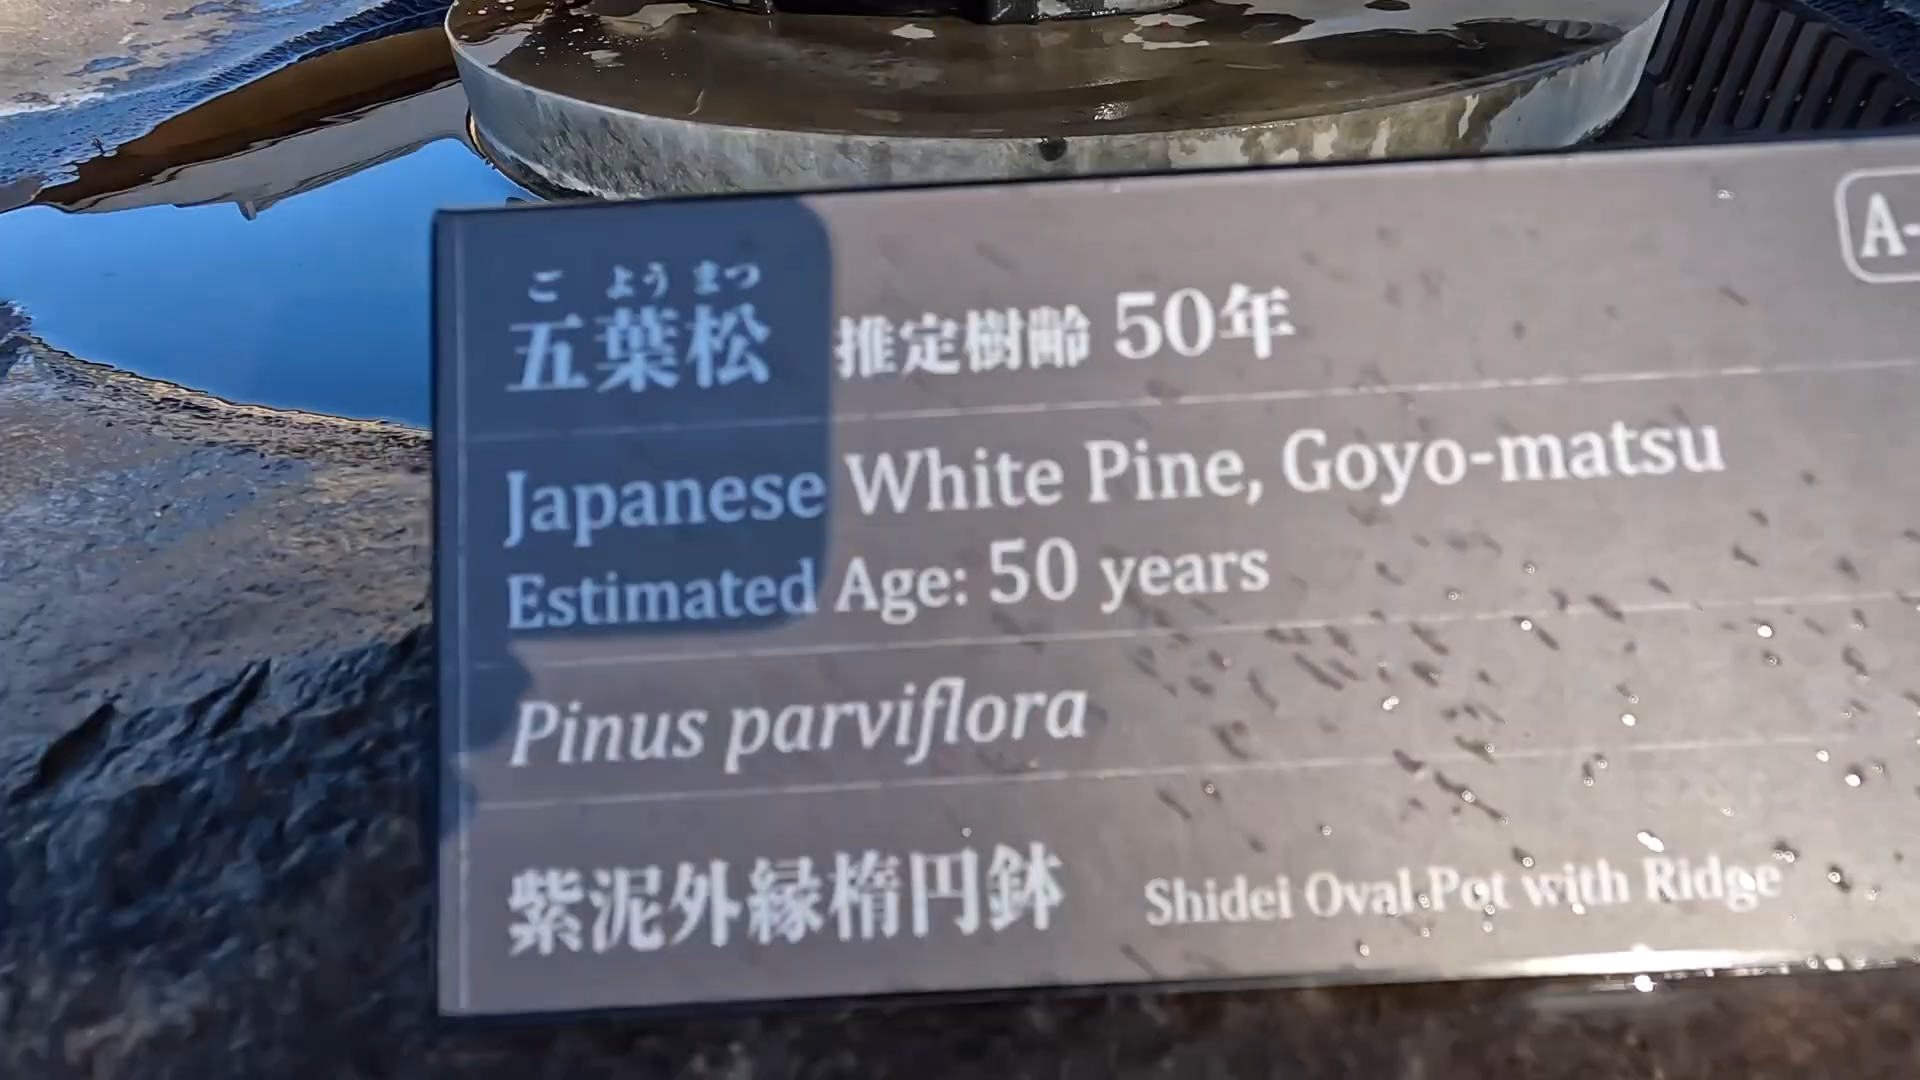 A-
ご よう まつ
五葉松 推定樹齢 50年
Japanese White Pine, Goyo-matsu
Estimated Age: 50 years
Pinus parviflora
紫泥外縁楕円鉢 Shidei Oval Pot with Ridge